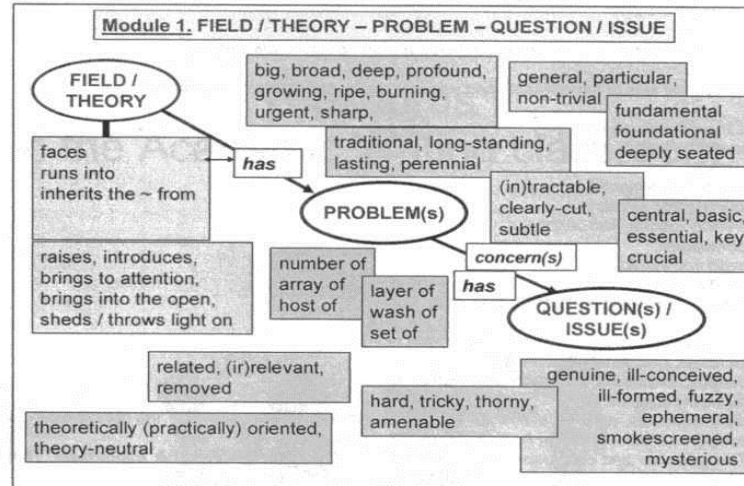 Module 1. FIELD / THEORY – PROBLEM – QUESTION / ISSUE
FIELD /
THEORY
big, broad, deep, profound,
growing, ripe, burning,
urgent, sharp,
general, particular,
non-trivial
fundamental
foundational
deeply seated
faces
runs into
inherits the ~ from
has
traditional, long-standing,
lasting, perennial
PROBLEM(s)
(in)tractable,
clearly-cut,
subtle
central, basic,
essential, key
crucial
raises, introduces,
brings to attention,
brings into the open,
sheds / throws light on
number of
array of
host of
layer of
wash of
set of
concern(s)
has
QUESTION(s) /
ISSUE(s)
related, (ir)relevant,
removed
hard, tricky, thorny,
amenable
genuine, ill-conceived,
ill-formed, fuzzy,
ephemeral,
smokescreened,
mysterious
theoretically (practically) oriented,
theory-neutral